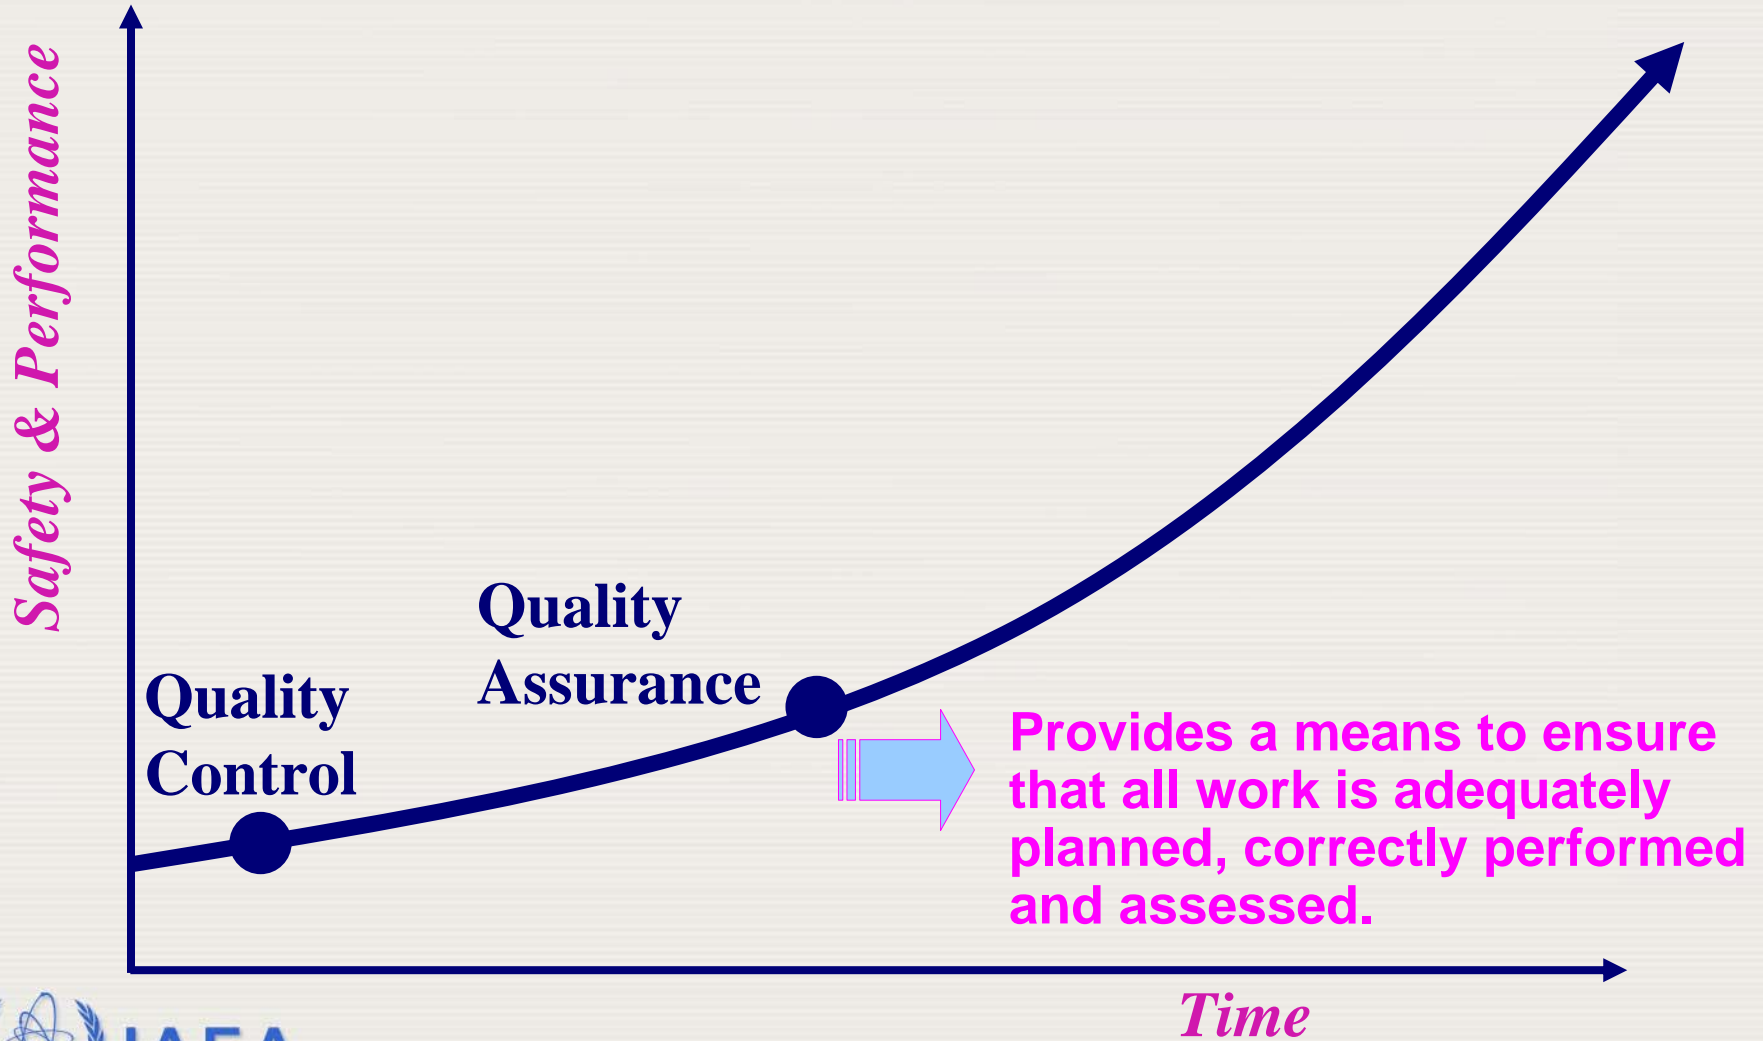 Safety & Performance
Quality
Assurance
Quality
Control
Provides a means to ensure
that all work is adequately
planned, correctly performed
and assessed.
Time
IAEA